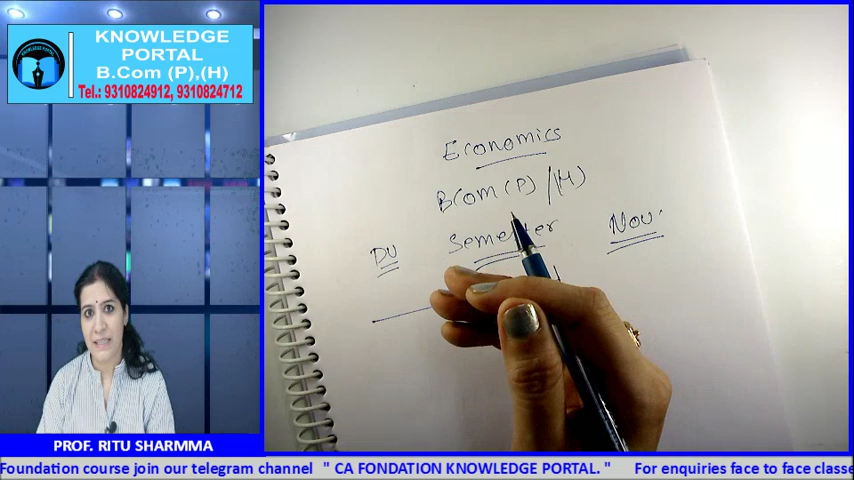 KNOWLEDGE
PORTAL
B.Com (P),(H)
Tel.: 9310824912, 9310824712
Economics
BCom (P) /(H)
DU Semester Nov'
PROF. RITU SHARMMA
Foundation course join our telegram channel " CA FONDATION KNOWLEDGE PORTAL. " For enquiries face to face classe